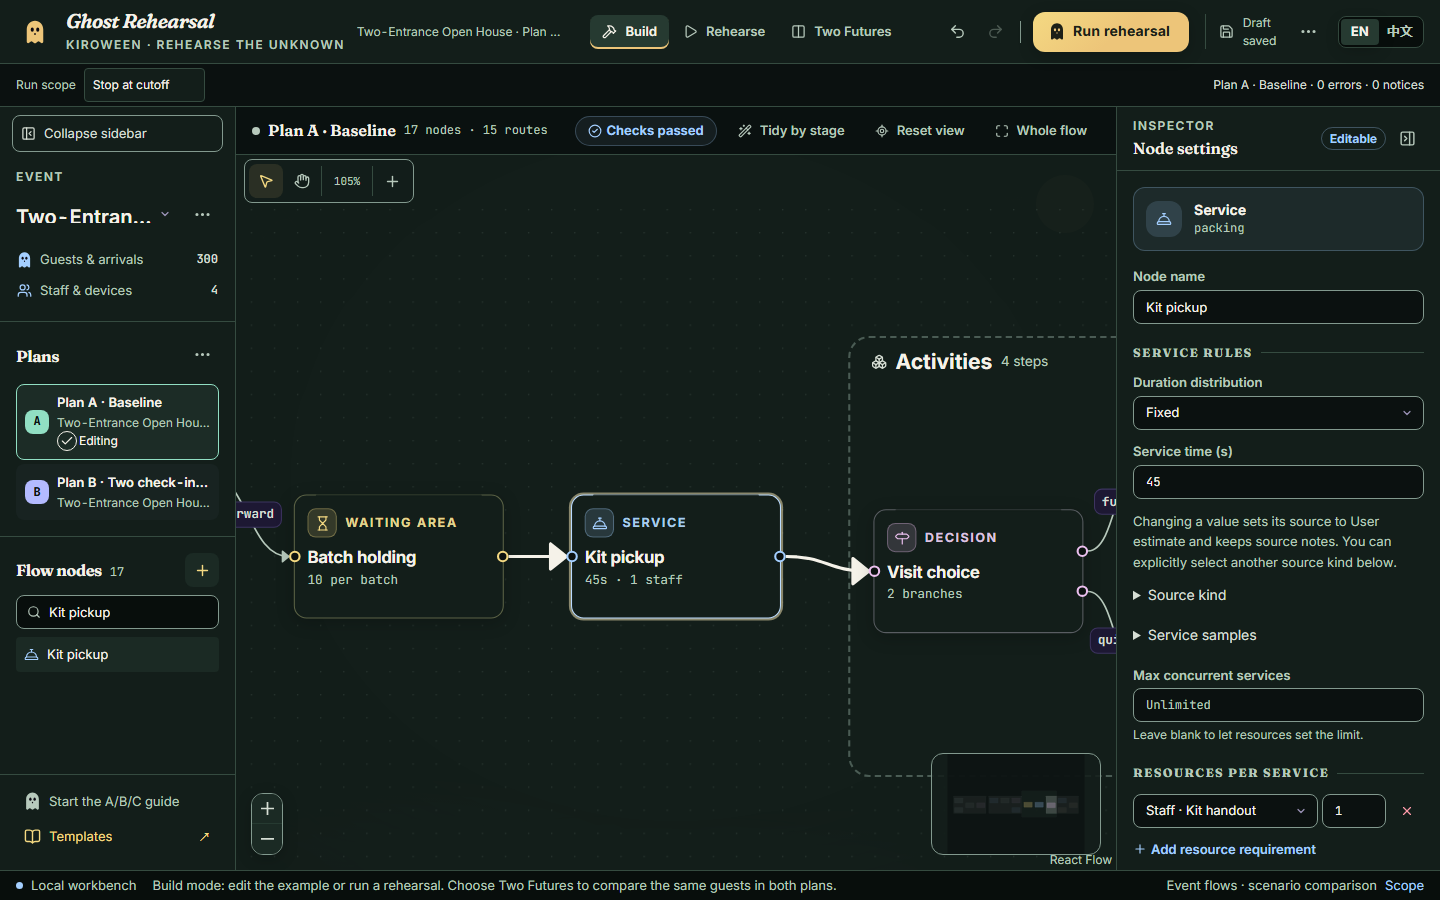 Ghost Rehearsal
KIROWEEN · REHEARSE THE UNKNOWN
Two-Entrance Open House · Plan ...
Build
Rehearse
Two Futures
Run rehearsal
Draft saved
EN
中文
Run scope
Stop at cutoff
Plan A · Baseline · 0 errors · 0 notices
Collapse sidebar
EVENT
Two-Entran...
Guests & arrivals 300
Staff & devices 4
Plans
A
Plan A · Baseline
Two-Entrance Open Hou...
Editing
B
Plan B · Two check-in...
Two-Entrance Open Hou...
Flow nodes 17
Kit pickup
Kit pickup
Start the A/B/C guide
Templates
Plan A · Baseline 17 nodes · 15 routes
Checks passed
Tidy by stage
Reset view
Whole flow
105%
Activities 4 steps
rward
WAITING AREA
Batch holding
10 per batch
SERVICE
Kit pickup
45s · 1 staff
DECISION
Visit choice
2 branches
fu
qui
React Flow
INSPECTOR
Node settings
Editable
Service
packing
Node name
Kit pickup
SERVICE RULES
Duration distribution
Fixed
Service time (s)
45
Changing a value sets its source to User
estimate and keeps source notes. You can
explicitly select another source kind below.
Source kind
Service samples
Max concurrent services
Unlimited
Leave blank to let resources set the limit.
RESOURCES PER SERVICE
Staff · Kit handout 1
Add resource requirement
Local workbench
Build mode: edit the example or run a rehearsal. Choose Two Futures to compare the same guests in both plans.
Event flows · scenario comparison Scope